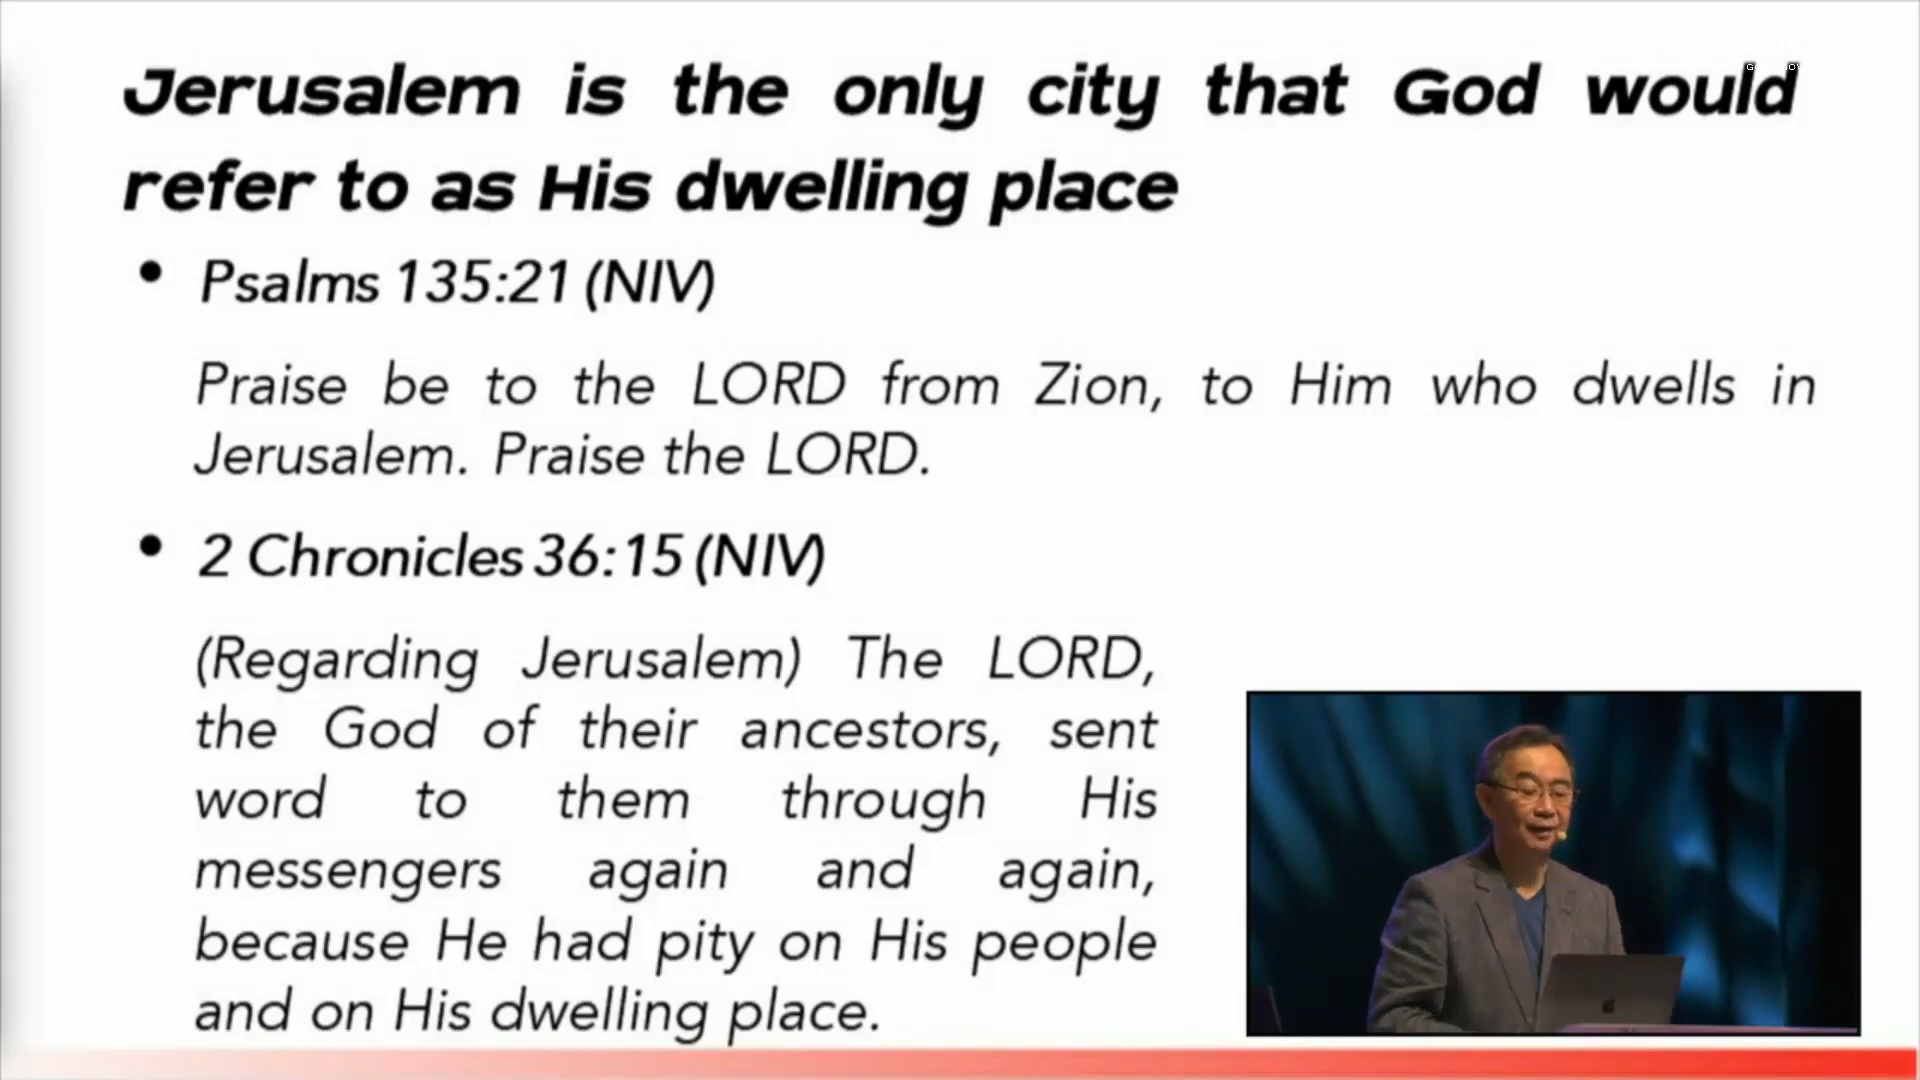 Jerusalem is the only city that God would
refer to as His dwelling place
• Psalms 135:21 (NIV)
Praise be to the LORD from Zion, to Him who dwells in
Jerusalem. Praise the LORD.
• 2 Chronicles 36:15 (NIV)
(Regarding Jerusalem) The LORD,
the God of their ancestors, sent
word to them through His
messengers again and again,
because He had pity on His people
and on His dwelling place.